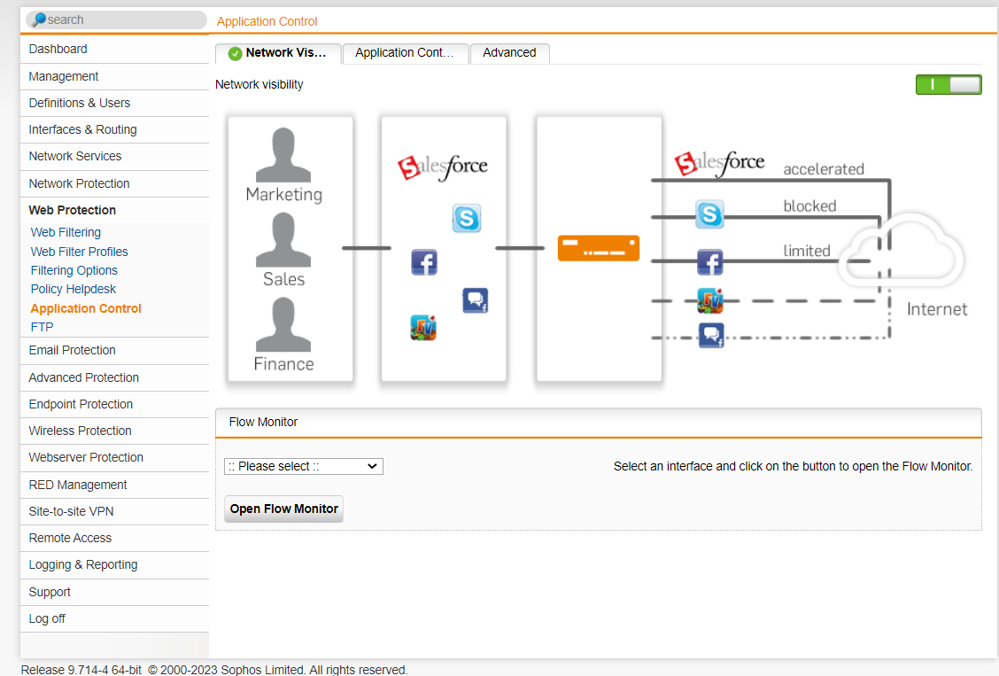 search
Application Control
Dashboard
Management
Definitions & Users
Interfaces & Routing
Network Services
Network Protection
Web Protection
Web Filtering
Web Filter Profiles
Filtering Options
Policy Helpdesk
Application Control
FTP
Email Protection
Advanced Protection
Endpoint Protection
Wireless Protection
Webserver Protection
RED Management
Site-to-site VPN
Remote Access
Logging & Reporting
Support
Log off
Network Vis…
Application Cont…
Advanced
Network visibility
Marketing
Sales
Finance
Salesforce
f
f
FV
Salesforce
accelerated
blocked
limited
f
FV
f
Internet
Flow Monitor
:: Please select ::
Select an interface and click on the button to open the Flow Monitor.
Open Flow Monitor
Release 9.714-4 64-bit © 2000-2023 Sophos Limited. All rights reserved.